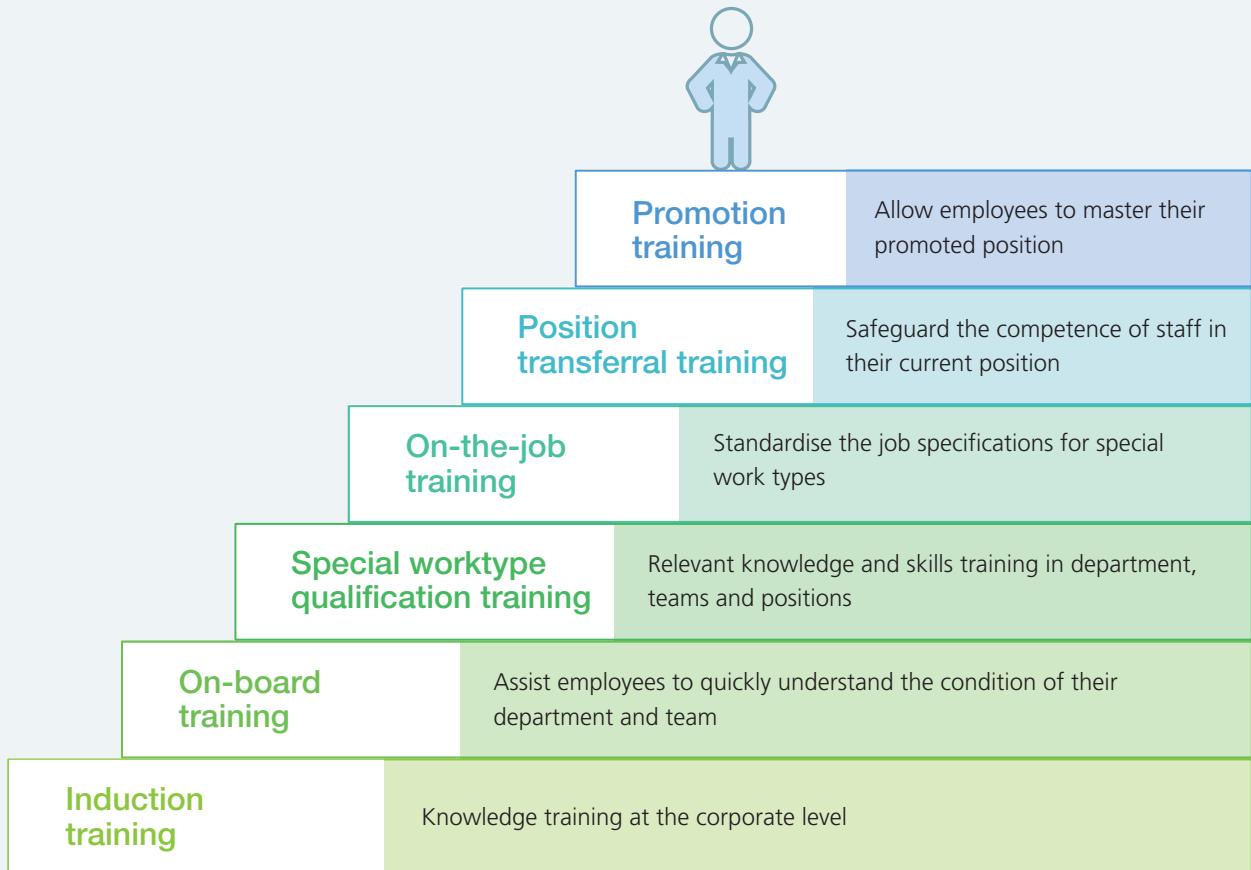 Promotion
training
Allow employees to master their
promoted position
Position
transferral training
Safeguard the competence of staff in
their current position
On-the-job
training
Standardise the job specifications for special
work types
Special worktype
qualification training
Relevant knowledge and skills training in department,
teams and positions
On-board
training
Assist employees to quickly understand the condition of their
department and team
Induction
training
Knowledge training at the corporate level